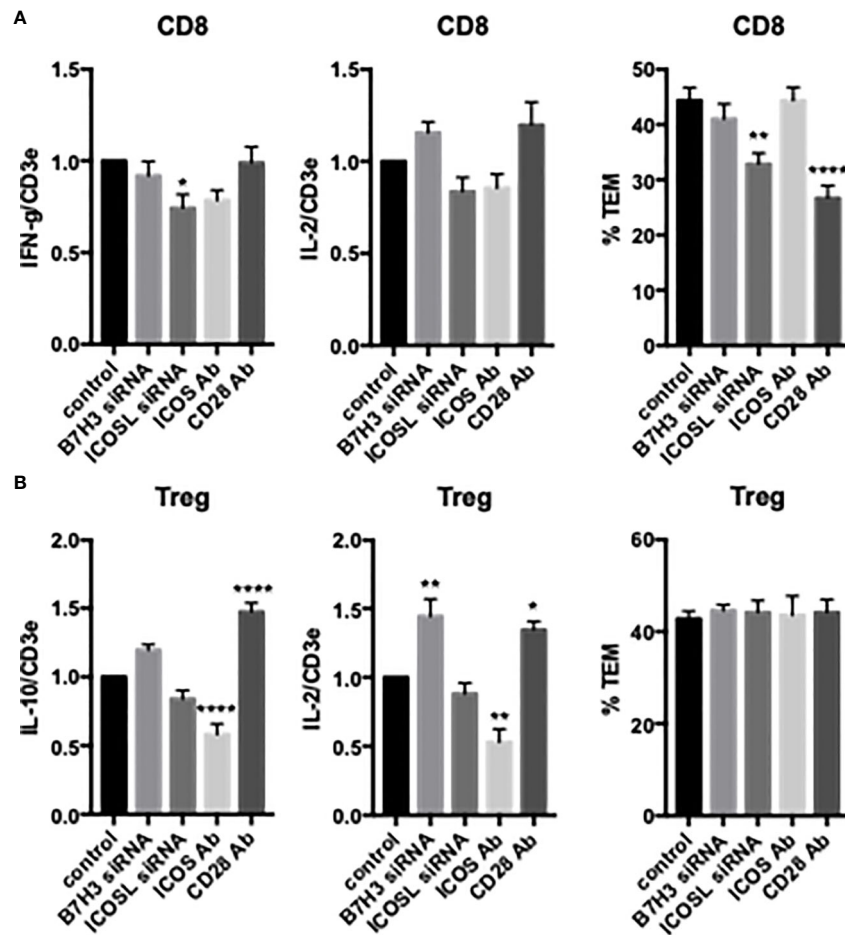 A
CD8
CD8
CD8
IFN-g/CD3e
1.5
1.0
0.5
0.0
*
control
B7H3 siRNA
ICOSL siRNA
ICOS Ab
CD28 Ab
IL-2/CD3e
1.5
1.0
0.5
0.0
control
B7H3 siRNA
ICOSL siRNA
ICOS Ab
CD28 Ab
% TEM
50
40
30
20
10
0
**
****
control
B7H3 siRNA
ICOSL siRNA
ICOS Ab
CD28 Ab
B
Treg
Treg
Treg
IL-10/CD3e
2.0
1.5
1.0
0.5
0.0
****
****
control
B7H3 siRNA
ICOSL siRNA
ICOS Ab
CD28 Ab
IL-2/CD3e
2.0
1.5
1.0
0.5
0.0
**
**
*
control
B7H3 siRNA
ICOSL siRNA
ICOS Ab
CD28 Ab
% TEM
60
40
20
0
control
B7H3 siRNA
ICOSL siRNA
ICOS Ab
CD28 Ab